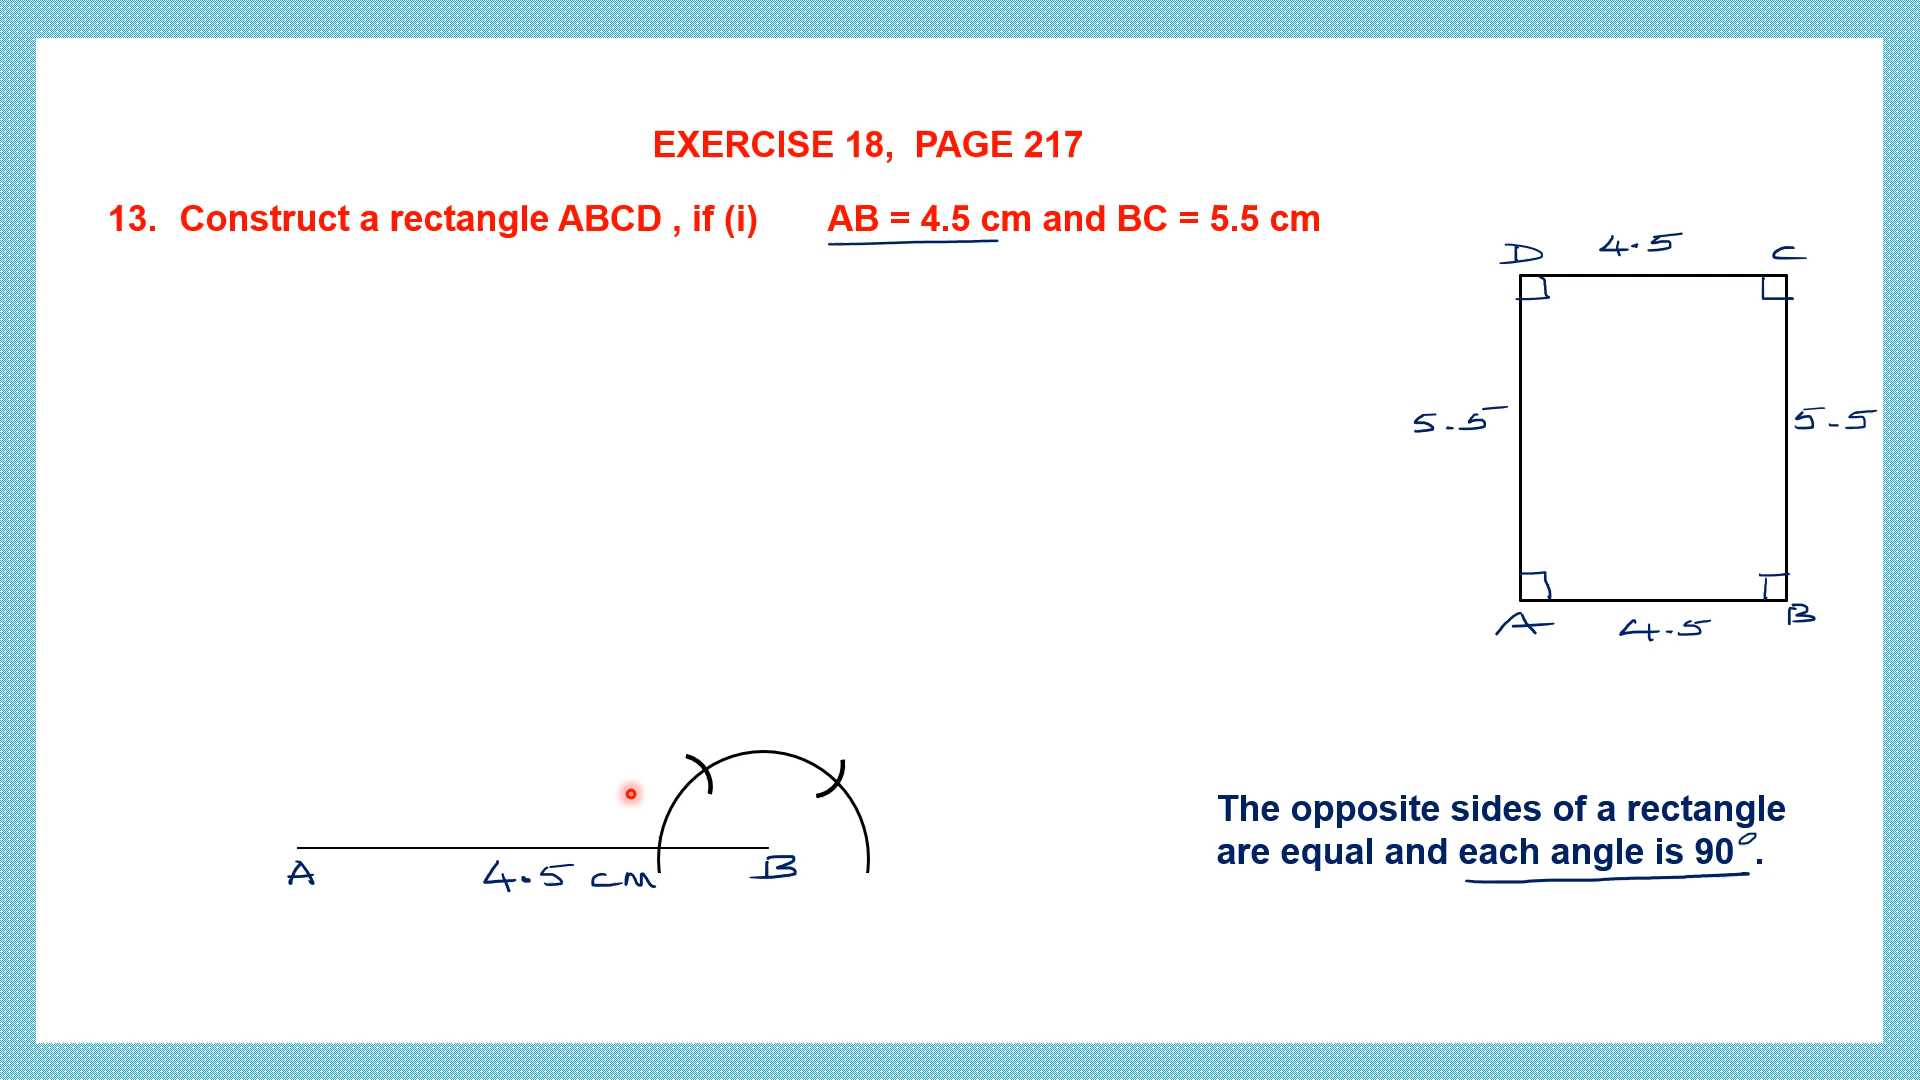 EXERCISE 18, PAGE 217
13. Construct a rectangle ABCD , if (i) AB = 4.5 cm and BC = 5.5 cm
D 4.5 C
5.5 5.5
A 4.5 B
The opposite sides of a rectangle
are equal and each angle is 90°.
A 4.5 cm B